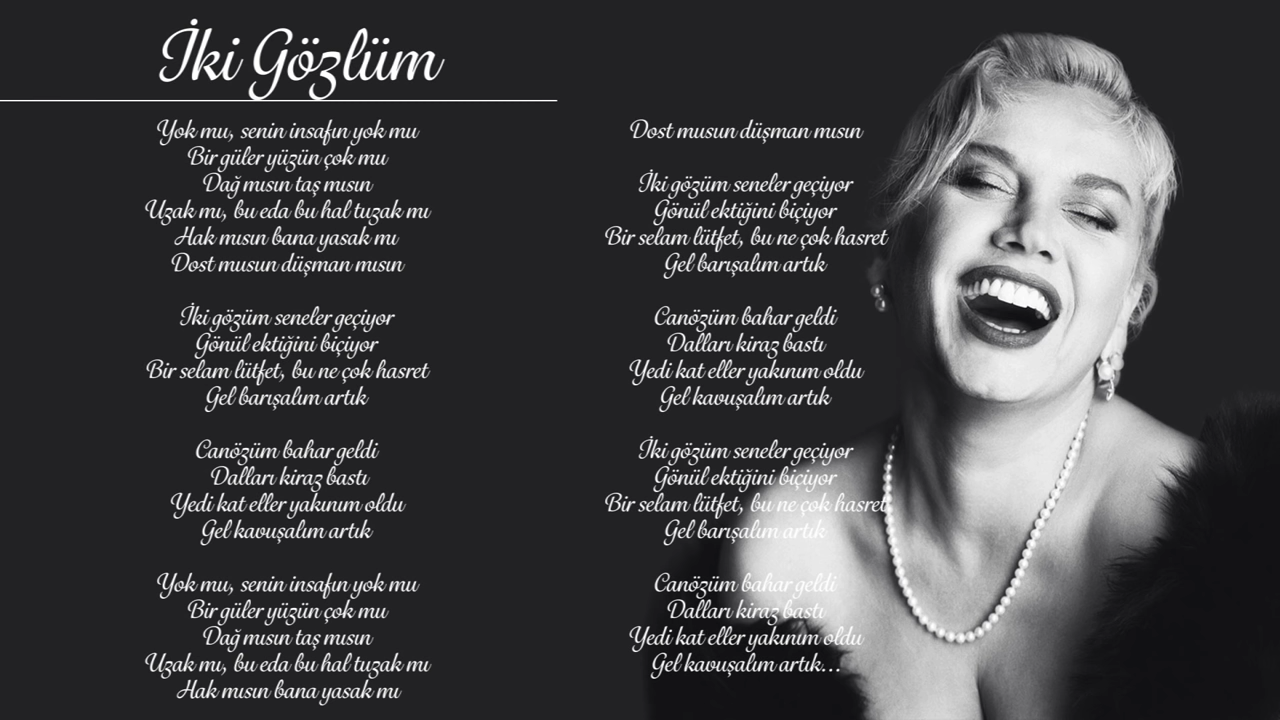 İki Gözlüm
Yok mu, senin insafın yok mu
Bir güler yüzün çok mu
Dağ mısın taş mısın
Uzak mı, bu eda bu hal tuzak mı
Hak mısın bana yasak mı
Dost musun düşman mısın
İki gözüm seneler geçiyor
Gönül ektiğini biçiyor
Bir selam lütfet, bu ne çok hasret
Gel barışalım artık
Canözüm bahar geldi
Dalları kiraz bastı
Yedi kat eller yakınım oldu
Gel kavuşalım artık
Yok mu, senin insafın yok mu
Bir güler yüzün çok mu
Dağ mısın taş mısın
Uzak mı, bu eda bu hal tuzak mı
Hak mısın bana yasak mı
Dost musun düşman mısın
İki gözüm seneler geçiyor
Gönül ektiğini biçiyor
Bir selam lütfet, bu ne çok hasret
Gel barışalım artık
Canözüm bahar geldi
Dalları kiraz bastı
Yedi kat eller yakınım oldu
Gel kavuşalım artık
İki gözüm seneler geçiyor
Gönül ektiğini biçiyor
Bir selam lütfet, bu ne çok hasret
Gel barışalım artık
Canözüm bahar geldi
Dalları kiraz bastı
Yedi kat eller yakınım oldu
Gel kavuşalım artık...